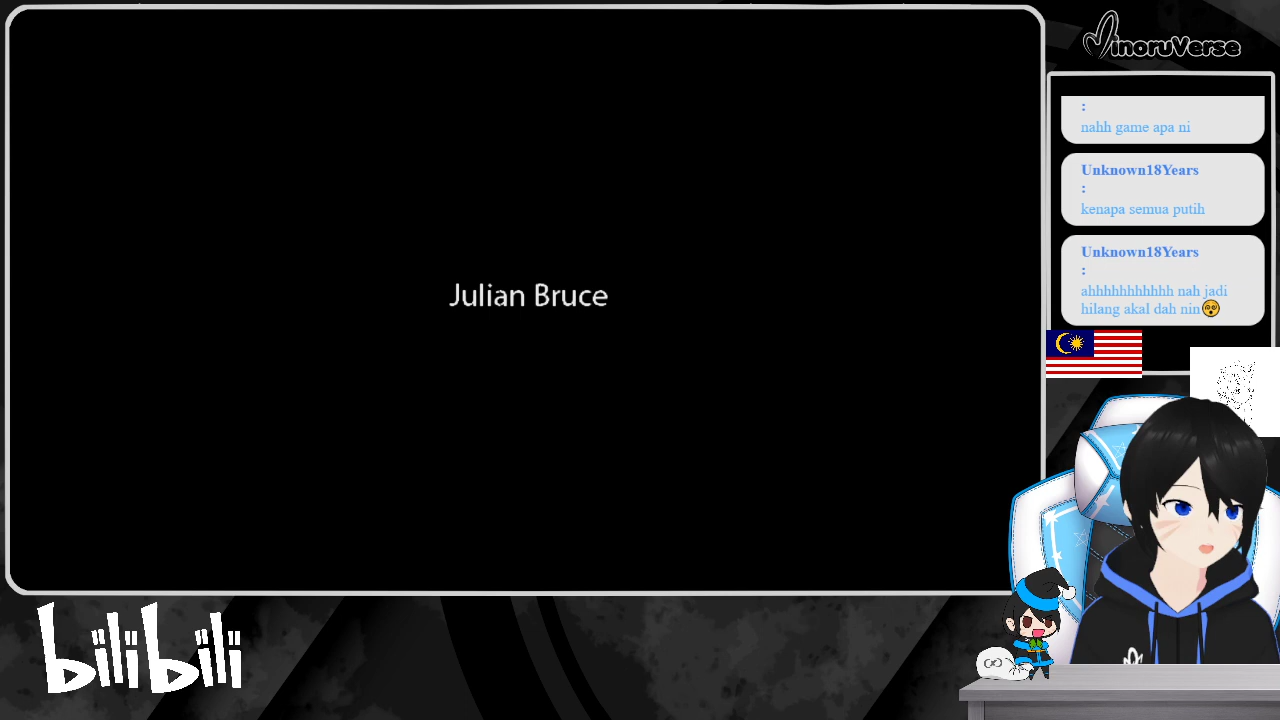 MinoruVerse
:
nahh game apa ni
Unknown18Years
:
kenapa semua putih
Unknown18Years
:
ahhhhhhhhhhh nah jadi
hilang akal dah nin
Julian Bruce
bilibili